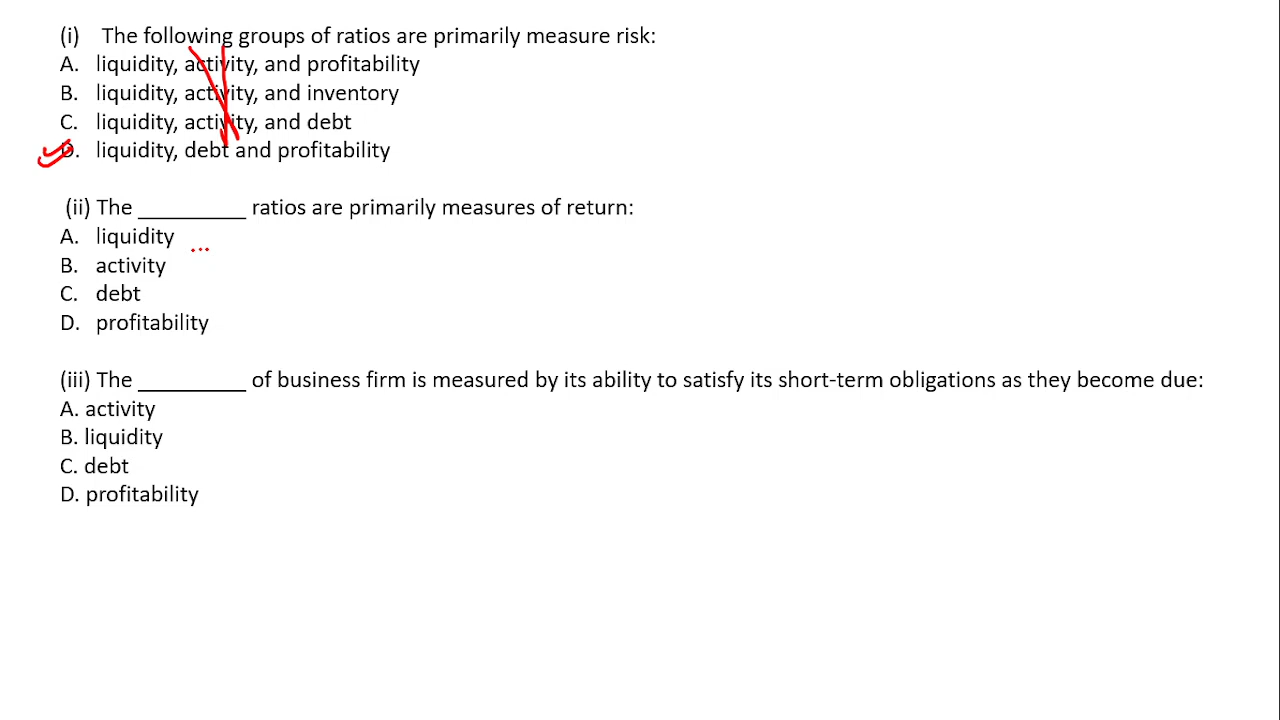 (i) The following groups of ratios are primarily measure risk:
A. liquidity, activity, and profitability
B. liquidity, activity, and inventory
C. liquidity, activity, and debt
D. liquidity, debt and profitability
(ii) The _________ ratios are primarily measures of return:
A. liquidity
B. activity
C. debt
D. profitability
(iii) The _________ of business firm is measured by its ability to satisfy its short-term obligations as they become due:
A. activity
B. liquidity
C. debt
D. profitability